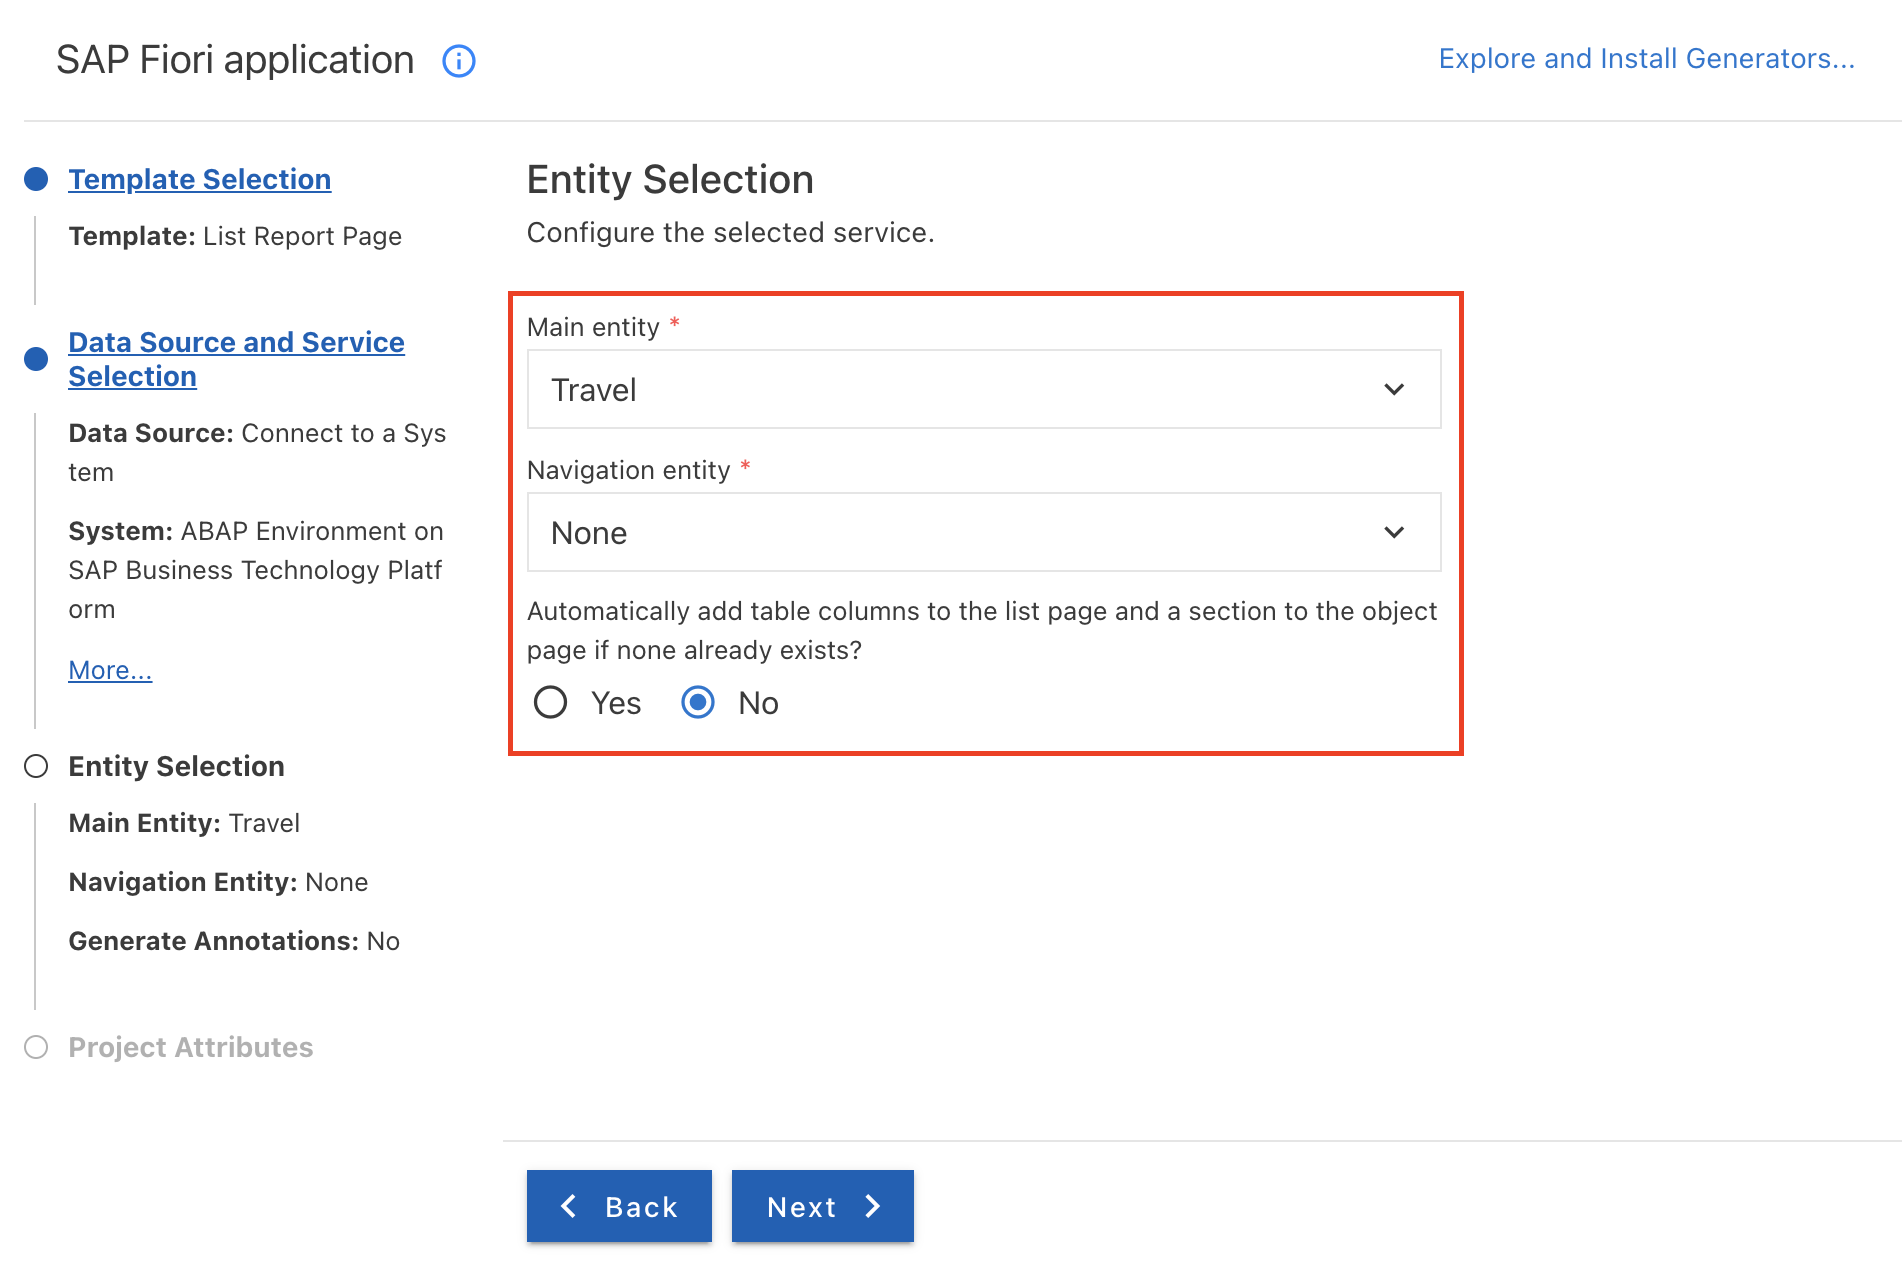 SAP Fiori application
Explore and Install Generators...
Template Selection
Template: List Report Page
Data Source and Service
Selection
Data Source: Connect to a Sys
tem
System: ABAP Environment on
SAP Business Technology Platf
orm
More...
Entity Selection
Main Entity: Travel
Navigation Entity: None
Generate Annotations: No
Project Attributes
Entity Selection
Configure the selected service.
Main entity *
Travel
Navigation entity *
None
Automatically add table columns to the list page and a section to the object
page if none already exists?
Yes No
Back Next